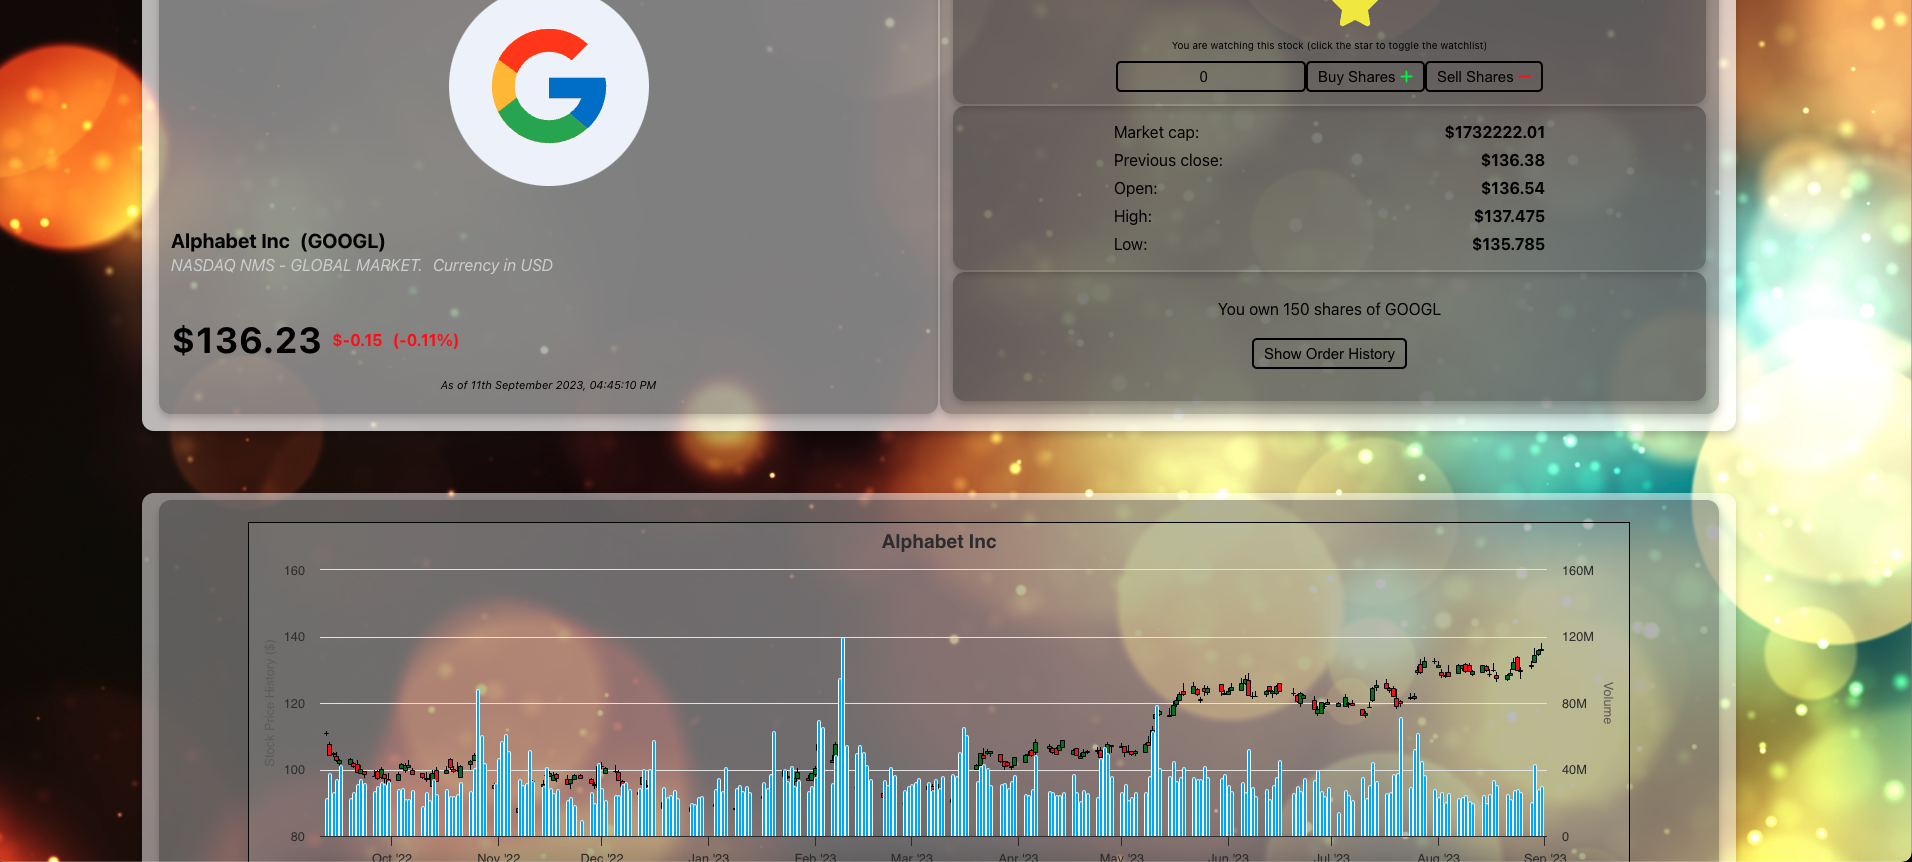 You are watching this stock (click the star to toggle the watchlist)
0 Buy Shares + Sell Shares −
Market cap: $1732222.01
Previous close: $136.38
Open: $136.54
High: $137.475
Low: $135.785
Alphabet Inc (GOOGL)
NASDAQ NMS - GLOBAL MARKET. Currency in USD
$136.23 $-0.15 (-0.11%)
As of 11th September 2023, 04:45:10 PM
You own 150 shares of GOOGL
Show Order History
Alphabet Inc
Stock Price History ($)
160
140
120
100
80
160M
120M
80M
40M
0
Volume
Oct '22 Nov '22 Dec '22 Jan '23 Feb '23 Mar '23 Apr '23 May '23 Jun '23 Jul '23 Aug '23 Sep '23